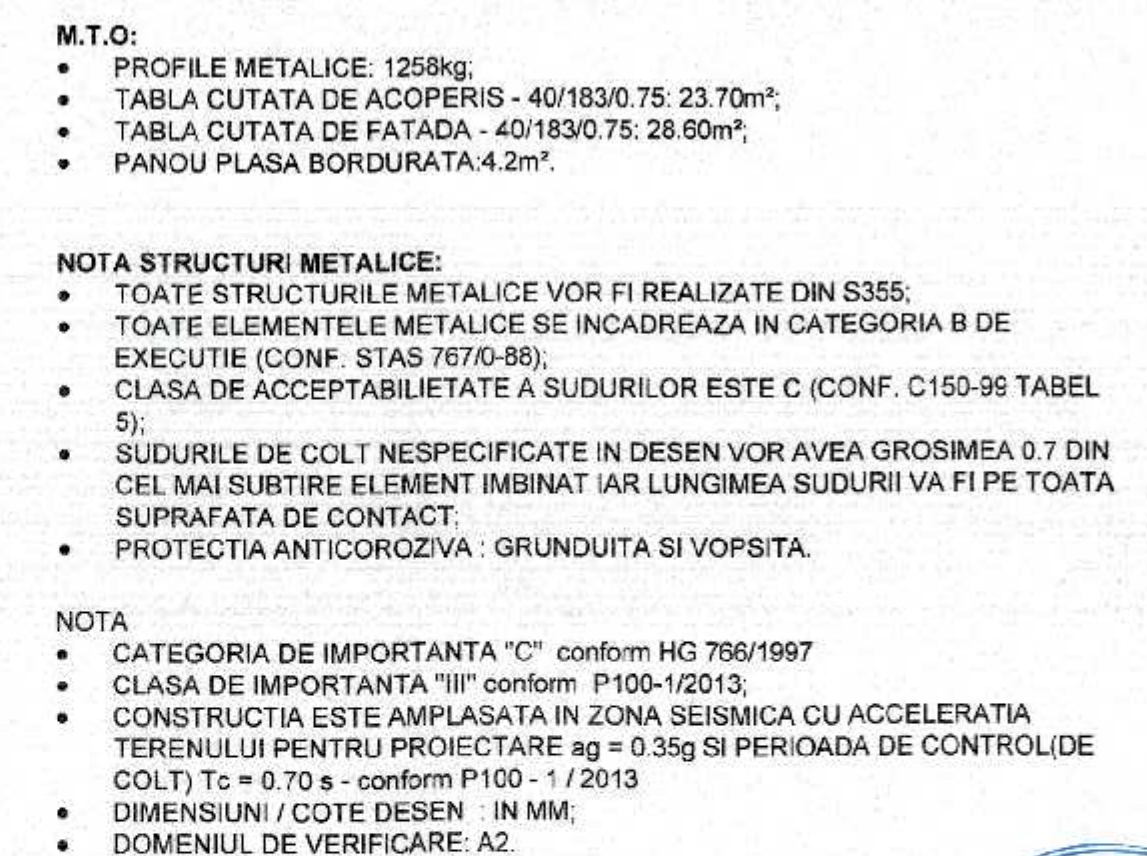 M.T.O:
• PROFILE METALICE: 1258kg;
• TABLA CUTATA DE ACOPERIS - 40/183/0.75: 23.70m²;
• TABLA CUTATA DE FATADA - 40/183/0.75: 28.60m²;
• PANOU PLASA BORDURATA:4.2m².
NOTA STRUCTURI METALICE:
• TOATE STRUCTURILE METALICE VOR FI REALIZATE DIN S355;
• TOATE ELEMENTELE METALICE SE INCADREAZA IN CATEGORIA B DE
EXECUTIE (CONF. STAS 767/0-88);
• CLASA DE ACCEPTABILIETATE A SUDURILOR ESTE C (CONF. C150-99 TABEL
5);
• SUDURILE DE COLT NESPECIFICATE IN DESEN VOR AVEA GROSIMEA 0.7 DIN
CEL MAI SUBTIRE ELEMENT IMBINAT IAR LUNGIMEA SUDURII VA FI PE TOATA
SUPRAFATA DE CONTACT;
• PROTECTIA ANTICOROZIVA : GRUNDUITA SI VOPSITA.
NOTA
• CATEGORIA DE IMPORTANTA "C" conform HG 766/1997
• CLASA DE IMPORTANTA "III" conform P100-1/2013;
• CONSTRUCTIA ESTE AMPLASATA IN ZONA SEISMICA CU ACCELERATIA
TERENULUI PENTRU PROIECTARE ag = 0.35g SI PERIOADA DE CONTROL(DE
COLT) Tc = 0.70 s - conform P100 - 1 / 2013
• DIMENSIUNI / COTE DESEN : IN MM;
• DOMENIUL DE VERIFICARE: A2.